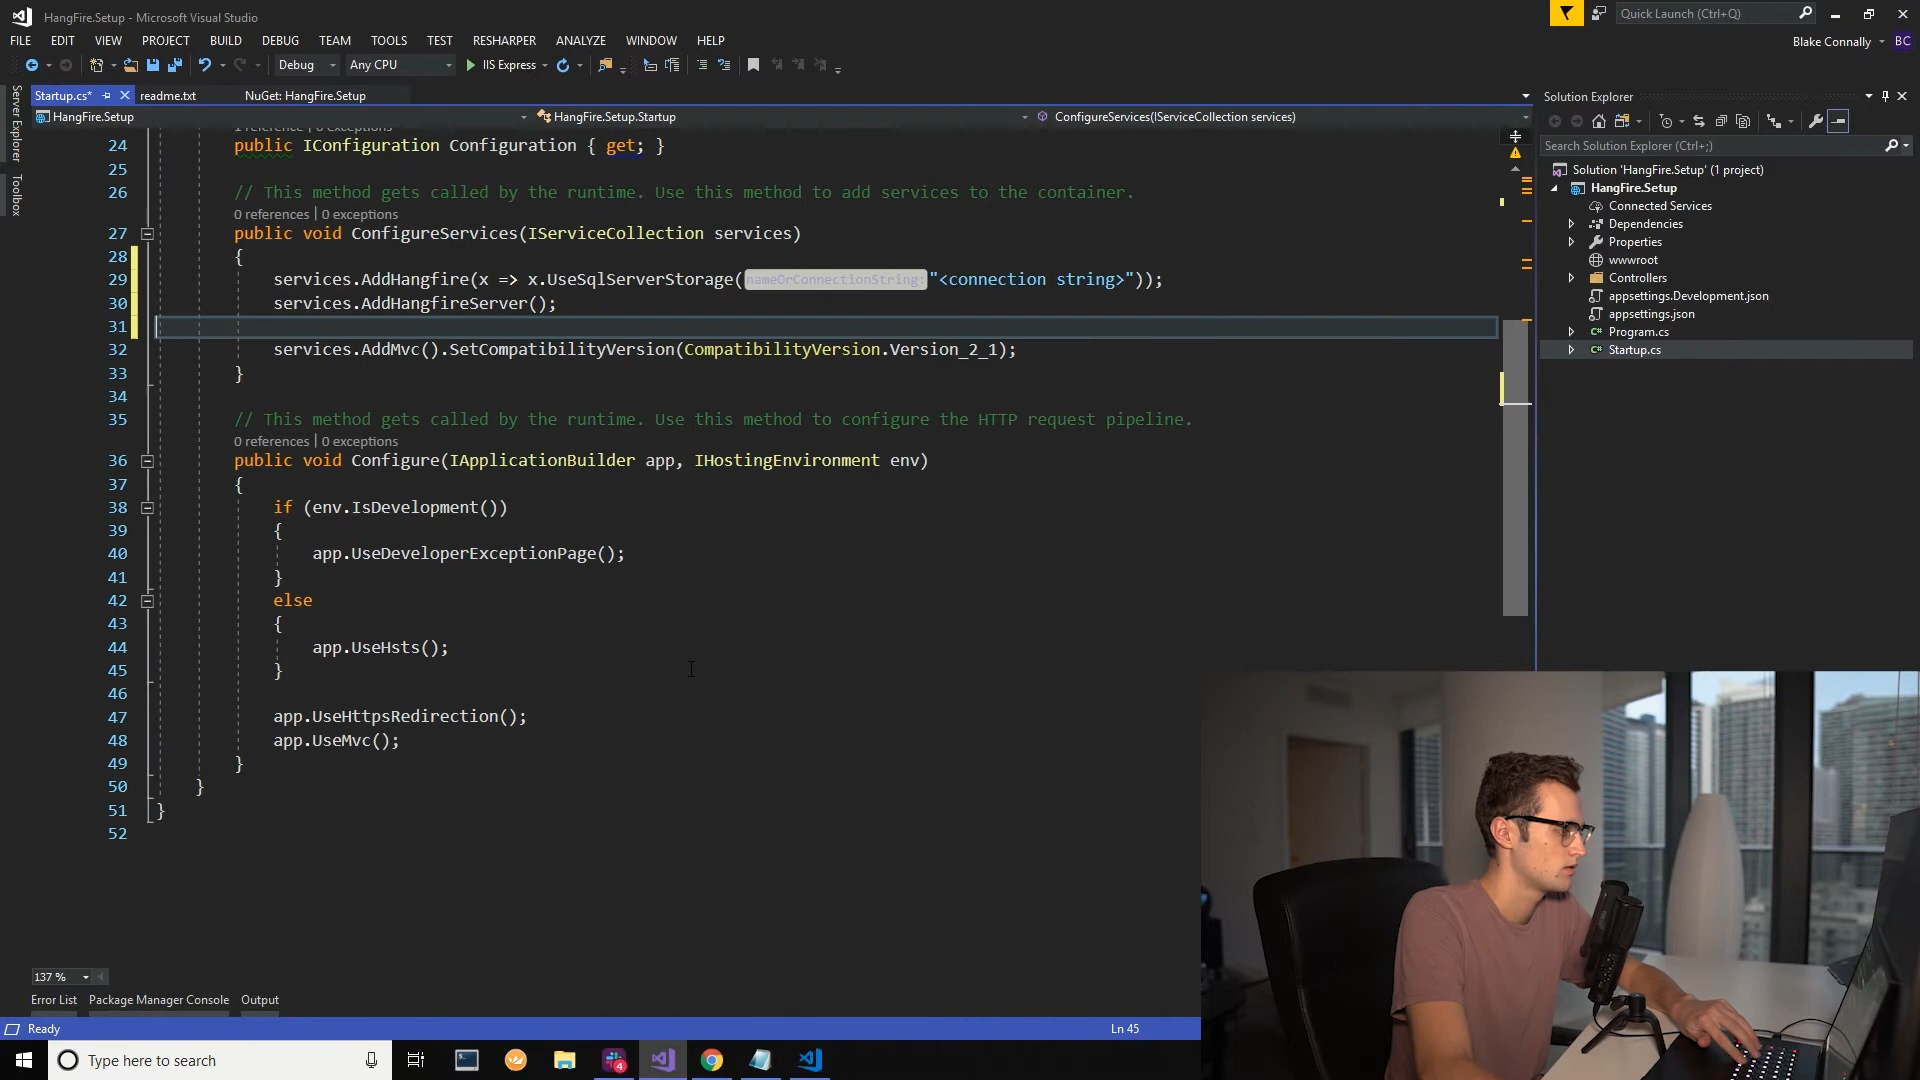 HangFire.Setup - Microsoft Visual Studio
Quick Launch (Ctrl+Q)
FILE EDIT VIEW PROJECT BUILD DEBUG TEAM TOOLS TEST RESHARPER ANALYZE WINDOW HELP
Blake Connally BC
Debug Any CPU IIS Express
Server Explorer
Toolbox
Startup.cs* readme.txt NuGet: HangFire.Setup
HangFire.Setup HangFire.Setup.Startup ConfigureServices(IServiceCollection services)
1 reference | 0 exceptions
24 public IConfiguration Configuration { get; }
25
26 // This method gets called by the runtime. Use this method to add services to the container.
0 references | 0 exceptions
27 public void ConfigureServices(IServiceCollection services)
28 {
29 services.AddHangfire(x => x.UseSqlServerStorage(nameOrConnectionString:"<connection string>"));
30 services.AddHangfireServer();
31
32 services.AddMvc().SetCompatibilityVersion(CompatibilityVersion.Version_2_1);
33 }
34
35 // This method gets called by the runtime. Use this method to configure the HTTP request pipeline.
0 references | 0 exceptions
36 public void Configure(IApplicationBuilder app, IHostingEnvironment env)
37 {
38 if (env.IsDevelopment())
39 {
40 app.UseDeveloperExceptionPage();
41 }
42 else
43 {
44 app.UseHsts();
45 }
46
47 app.UseHttpsRedirection();
48 app.UseMvc();
49 }
50 }
51 }
52
Solution Explorer
Search Solution Explorer (Ctrl+;)
Solution 'HangFire.Setup' (1 project)
HangFire.Setup
Connected Services
Dependencies
Properties
wwwroot
Controllers
appsettings.Development.json
appsettings.json
C# Program.cs
C# Startup.cs
137 %
Error List Package Manager Console Output
Ready Ln 45
Type here to search
4